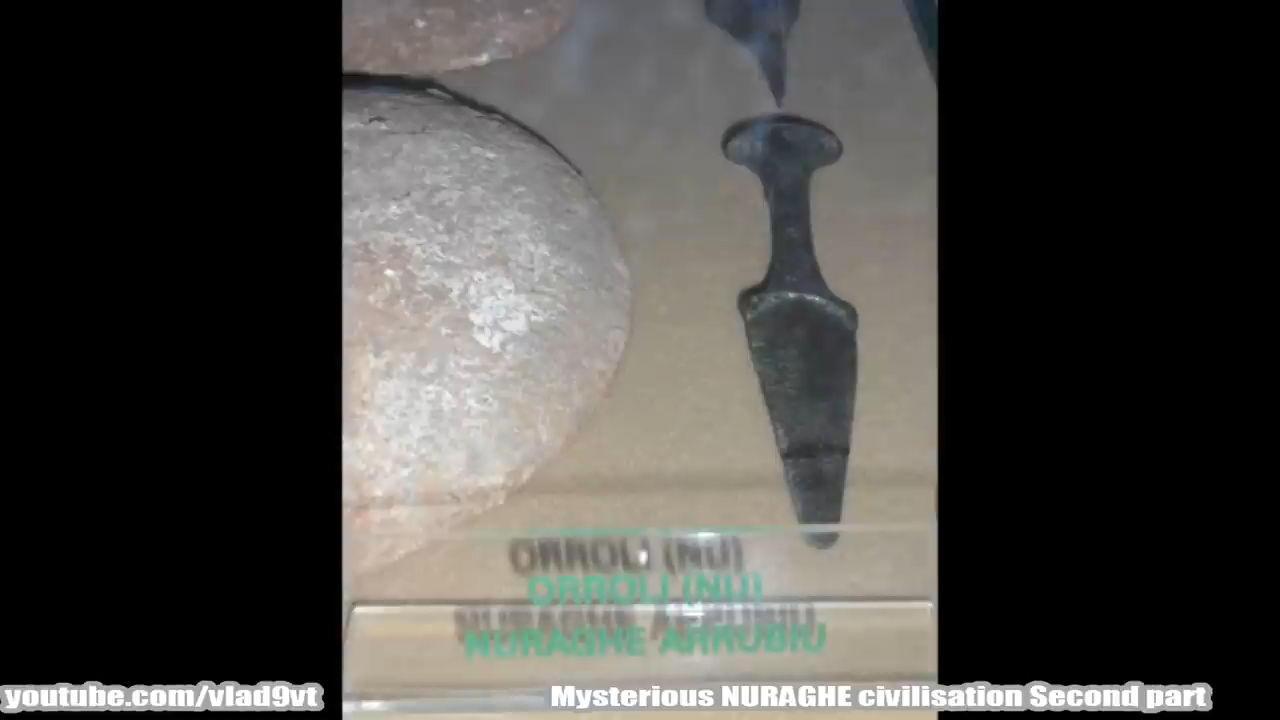 ORROLI (NU)
NURAGHE ARRUBIU
youtube.com/vlad9vt
Mysterious NURAGHE civilisation Second part